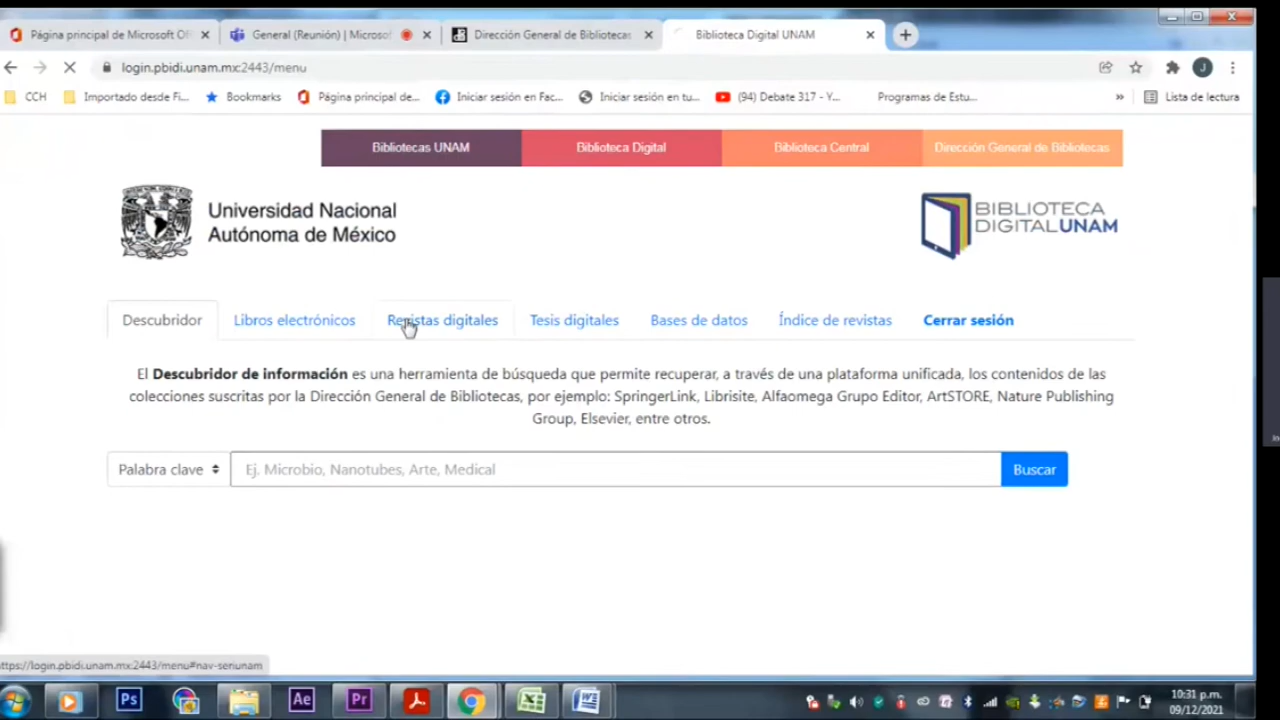 Página principal de Microsoft Of
General (Reunión) | Microsof
Dirección General de Bibliotecas
Biblioteca Digital UNAM
login.pbidi.unam.mx:2443/menu
J
CCH
Importado desde Fi...
Bookmarks
Página principal de...
Iniciar sesión en Fac...
Iniciar sesión en tu...
(94) Debate 317 - Y...
Programas de Estu...
»
Lista de lectura
Bibliotecas UNAM
Biblioteca Digital
Biblioteca Central
Dirección General de Bibliotecas
Universidad Nacional
Autónoma de México
BIBLIOTECA
DIGITALUNAM
Descubridor
Libros electrónicos
Revistas digitales
Tesis digitales
Bases de datos
Índice de revistas
Cerrar sesión
El Descubridor de información es una herramienta de búsqueda que permite recuperar, a través de una plataforma unificada, los contenidos de las
colecciones suscritas por la Dirección General de Bibliotecas, por ejemplo: SpringerLink, Librisite, Alfaomega Grupo Editor, ArtSTORE, Nature Publishing
Group, Elsevier, entre otros.
Palabra clave
Ej. Microbio, Nanotubes, Arte, Medical
Buscar
ttps://login.pbidi.unam.mx:2443/menu#nav-seriunam
Ps
Ae
Pr
10:31 p.m.
09/12/2021